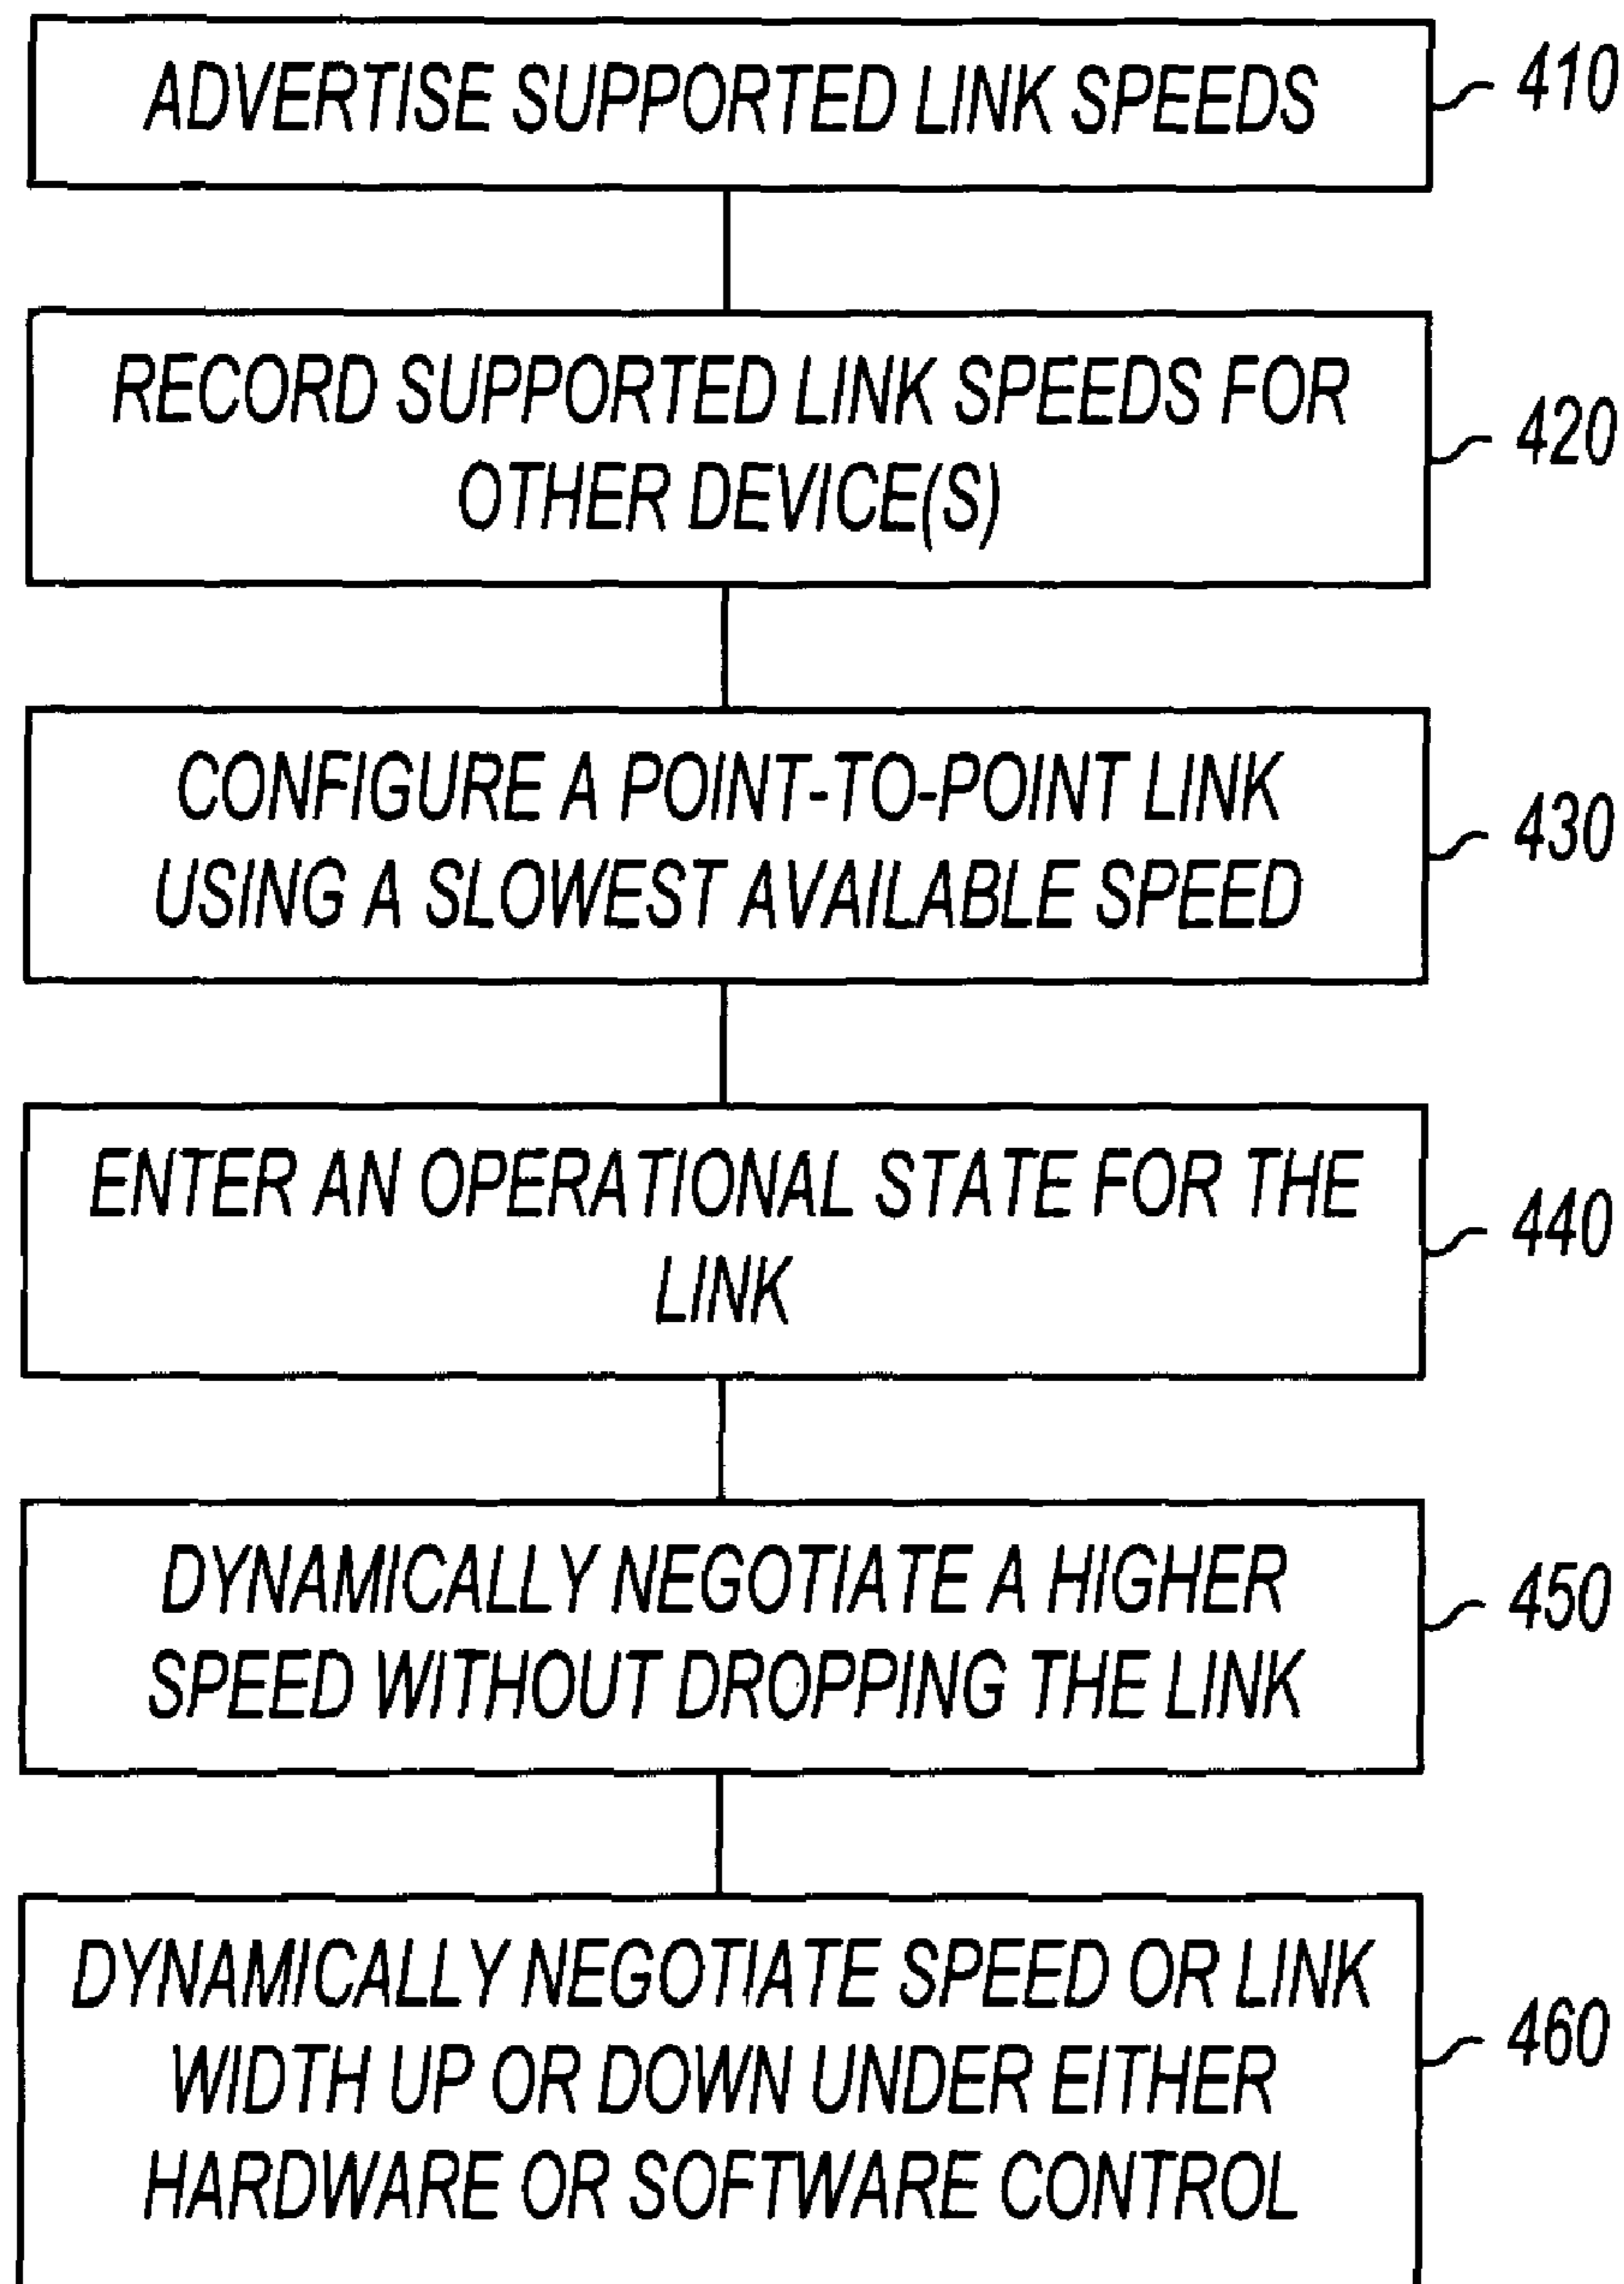 ADVERTISE SUPPORTED LINK SPEEDS
410
RECORD SUPPORTED LINK SPEEDS FOR
OTHER DEVICE(S)
420
CONFIGURE A POINT-TO-POINT LINK
USING A SLOWEST AVAILABLE SPEED
430
ENTER AN OPERATIONAL STATE FOR THE
LINK
440
DYNAMICALLY NEGOTIATE A HIGHER
SPEED WITHOUT DROPPING THE LINK
450
DYNAMICALLY NEGOTIATE SPEED OR LINK
WIDTH UP OR DOWN UNDER EITHER
HARDWARE OR SOFTWARE CONTROL
460